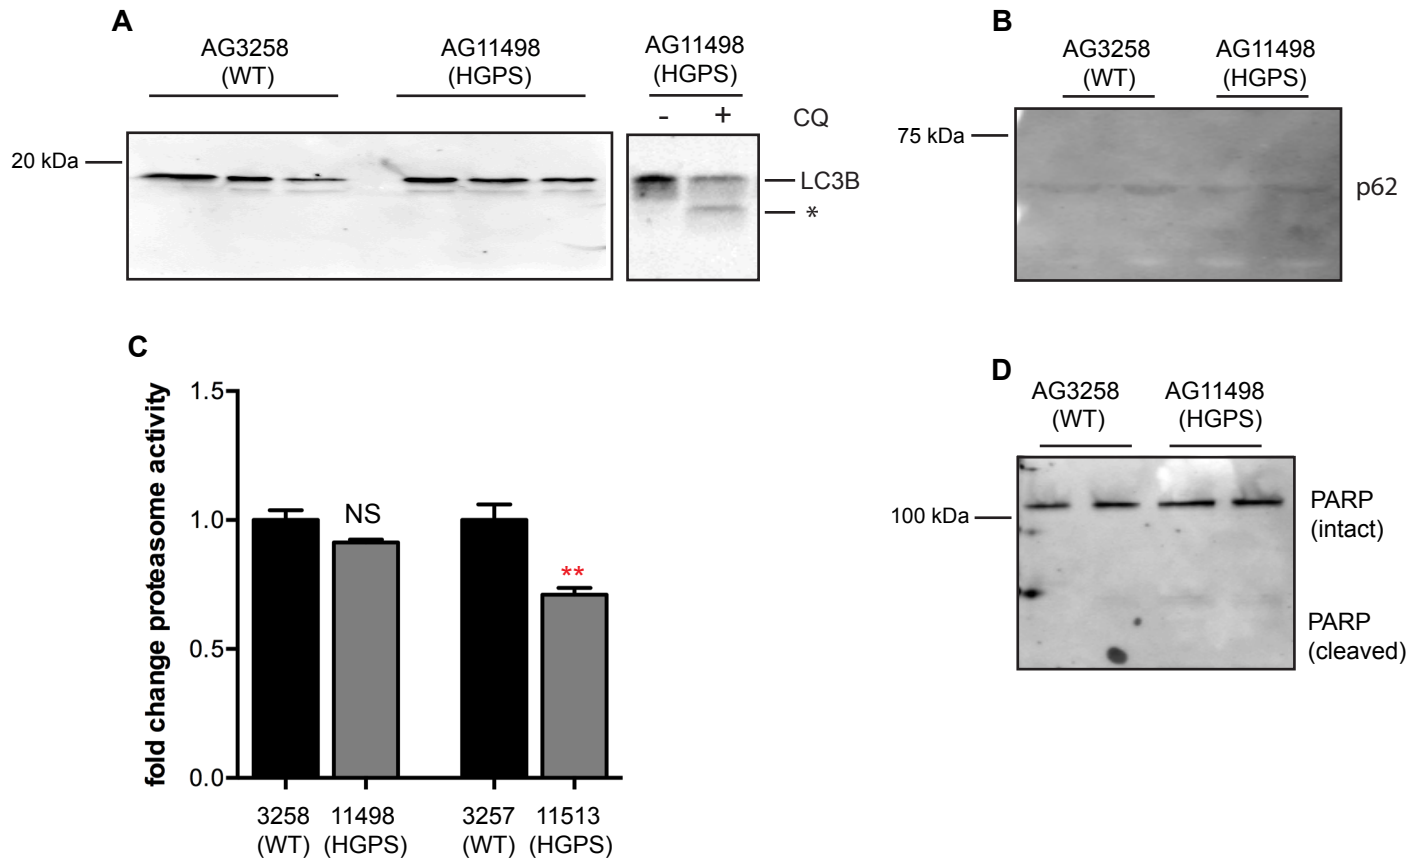 A
AG3258
(WT)
AG11498
(HGPS)
AG11498
(HGPS)
- + CQ
20 kDa
LC3B
*
B
AG3258
(WT)
AG11498
(HGPS)
75 kDa
p62
C
fold change proteasome activity
1.5
1.0
0.5
0.0
NS
**
3258
(WT)
11498
(HGPS)
3257
(WT)
11513
(HGPS)
D
AG3258
(WT)
AG11498
(HGPS)
100 kDa
PARP
(intact)
PARP
(cleaved)